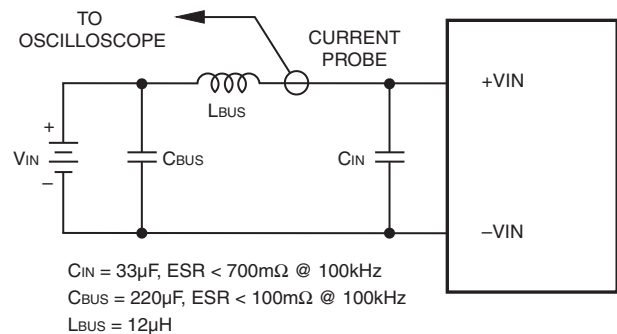 TO
OSCILLOSCOPE
CURRENT
PROBE
LBUS
+VIN
+
VIN
–
CBUS
CIN
–VIN
CIN = 33µF, ESR < 700mΩ @ 100kHz
CBUS = 220µF, ESR < 100mΩ @ 100kHz
LBUS = 12µH